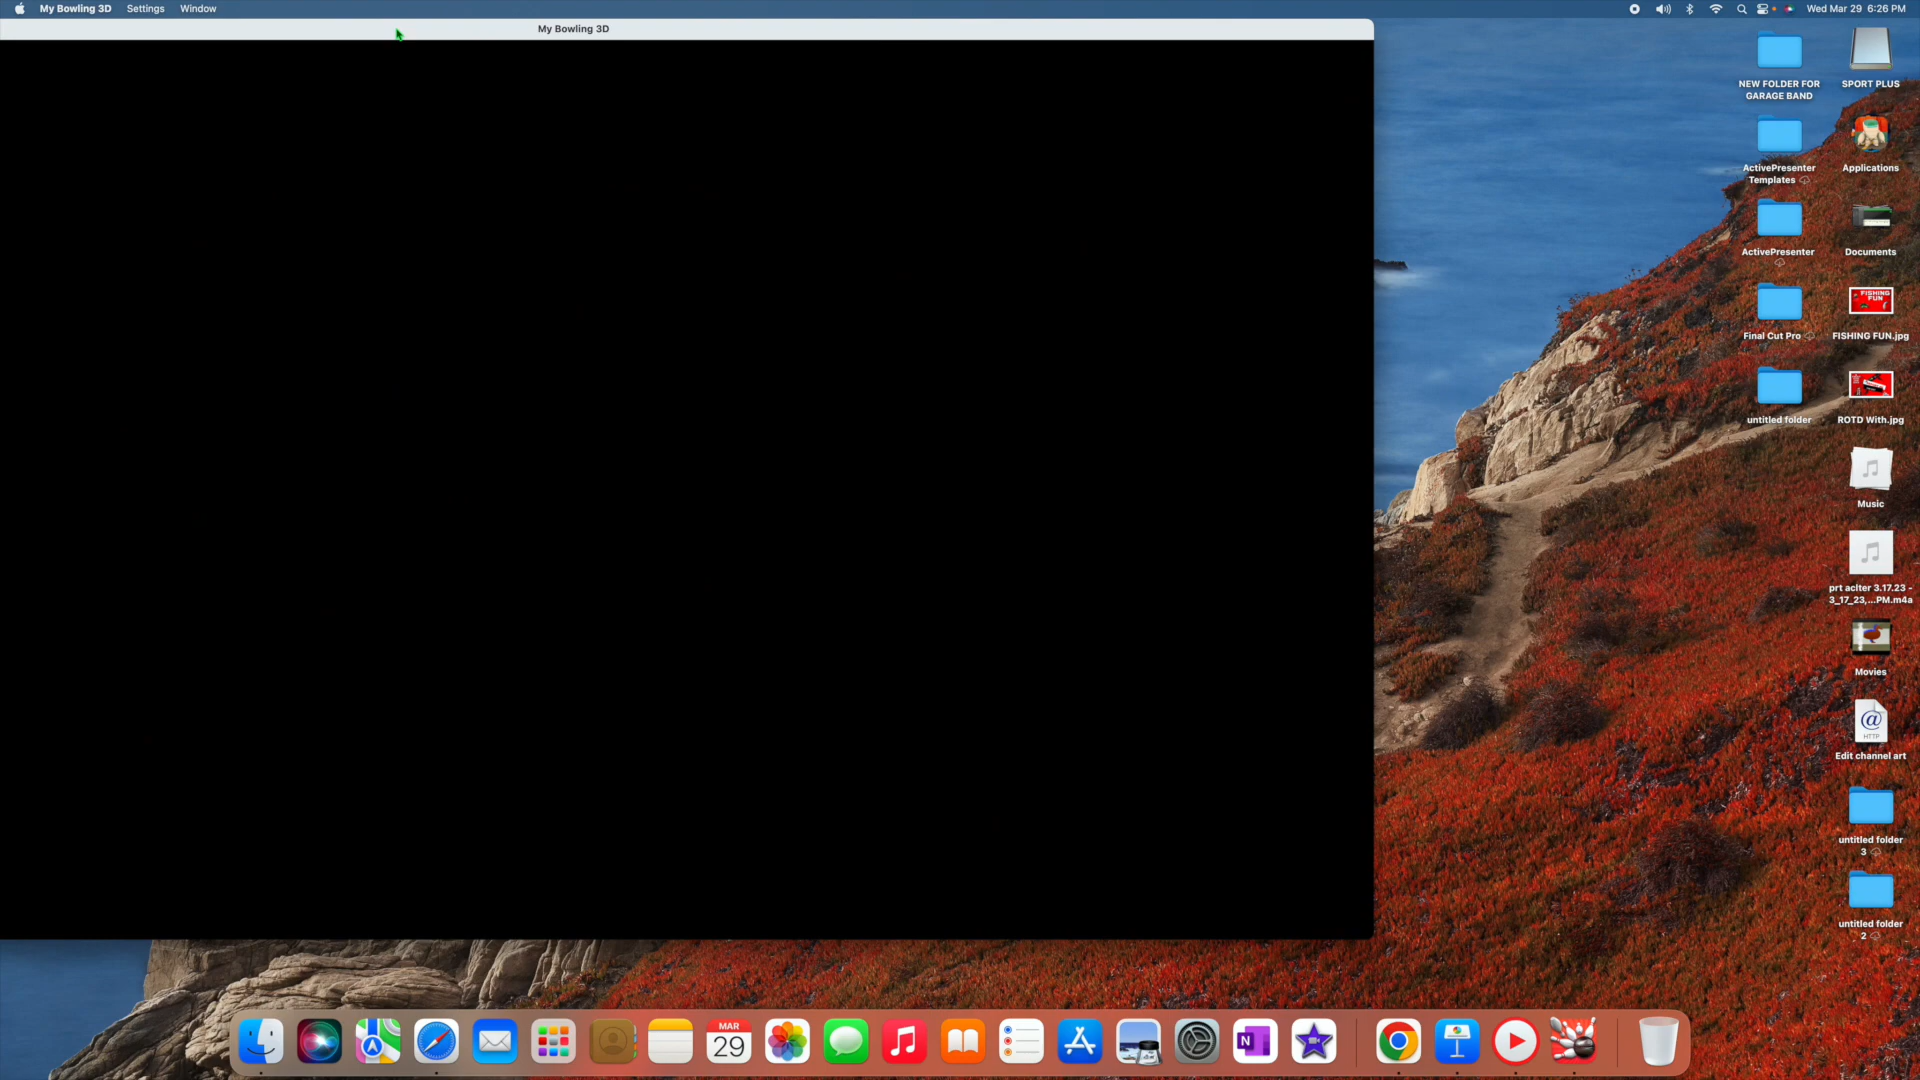 My Bowling 3D Settings Window
Wed Mar 29 6:26 PM
My Bowling 3D
NEW FOLDER FOR
GARAGE BAND
SPORT PLUS
ActivePresenter
Templates
Applications
ActivePresenter
Documents
Final Cut Pro
FISHING
FUN
FISHING FUN.jpg
untitled folder
ROTD With.jpg
Music
prt aclter 3.17.23 -
3_17_23,...PM.m4a
Movies
@
HTTP
Edit channel art
untitled folder
3
untitled folder
2
MAR
29
N